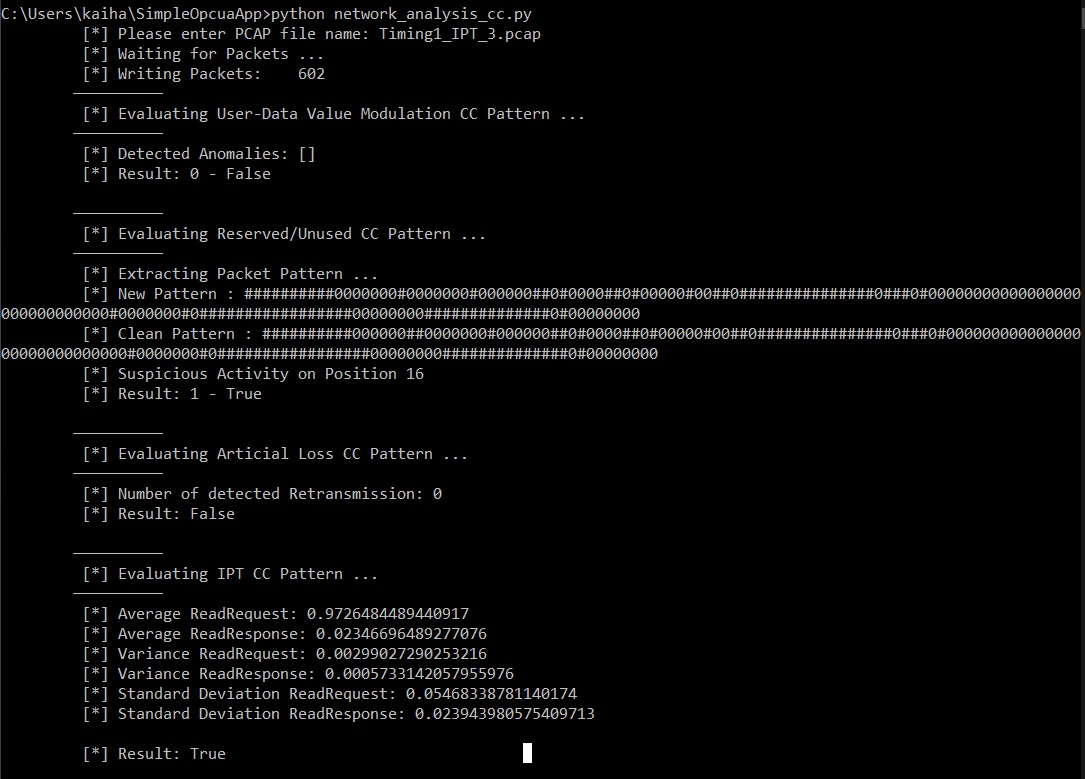 C:\Users\kaiha\SimpleOpcuaApp>python network_analysis_cc.py
[*] Please enter PCAP file name: Timing1_IPT_3.pcap
[*] Waiting for Packets ...
[*] Writing Packets:    602
__________
[*] Evaluating User-Data Value Modulation CC Pattern ...
__________
[*] Detected Anomalies: []
[*] Result: 0 - False
__________
[*] Evaluating Reserved/Unused CC Pattern ...
__________
[*] Extracting Packet Pattern ...
[*] New Pattern : ##########0000000#0000000#000000##0#0000##0#00000#00##0###############0###0#00000000000000000
000000000000#0000000#0#################00000000##############0#00000000
[*] Clean Pattern : ##########000000##0000000#000000##0#0000##0#00000#00##0###############0###0#000000000000000
00000000000000#0000000#0#################00000000##############0#00000000
[*] Suspicious Activity on Position 16
[*] Result: 1 - True
__________
[*] Evaluating Articial Loss CC Pattern ...
__________
[*] Number of detected Retransmission: 0
[*] Result: False
__________
[*] Evaluating IPT CC Pattern ...
__________
[*] Average ReadRequest: 0.9726484489440917
[*] Average ReadResponse: 0.02346696489277076
[*] Variance ReadRequest: 0.00299027290253216
[*] Variance ReadResponse: 0.0005733142057955976
[*] Standard Deviation ReadRequest: 0.05468338781140174
[*] Standard Deviation ReadResponse: 0.023943980575409713
[*] Result: True